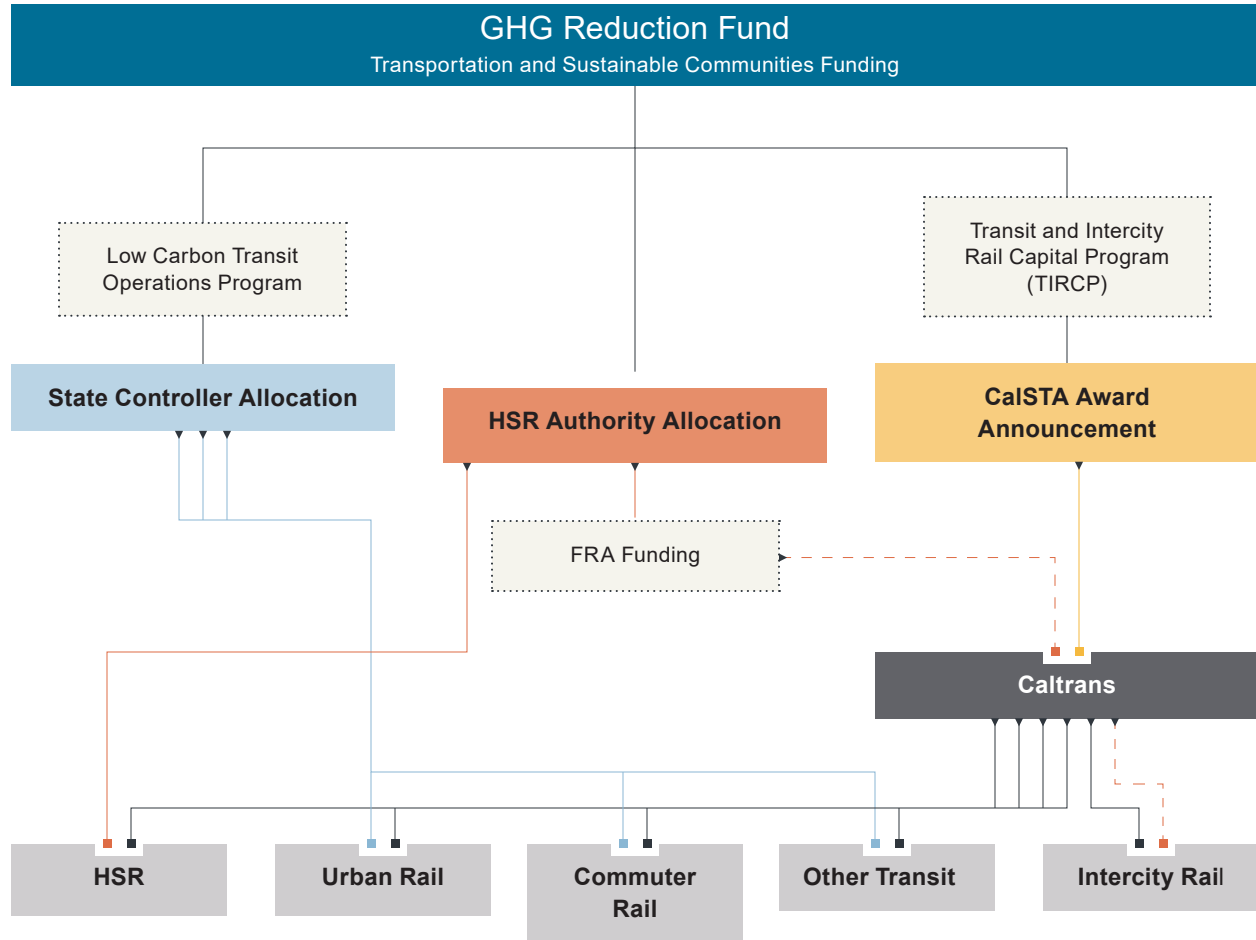 GHG Reduction Fund
Transportation and Sustainable Communities Funding
Low Carbon Transit
Operations Program
Transit and Intercity
Rail Capital Program
(TIRCP)
State Controller Allocation
HSR Authority Allocation
CalSTA Award
Announcement
FRA Funding
Caltrans
HSR
Urban Rail
Commuter
Rail
Other Transit
Intercity Rail